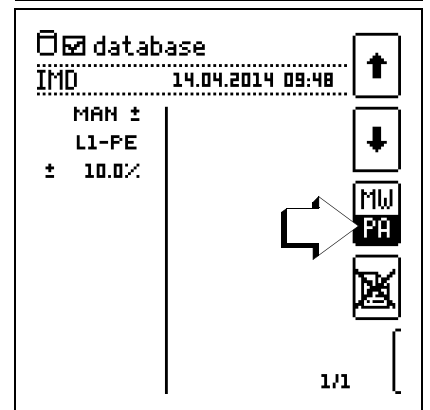 database
IMD 14.04.2014 09:48
MAN ±
L1-PE
± 10.0%
MW
PA
1/1